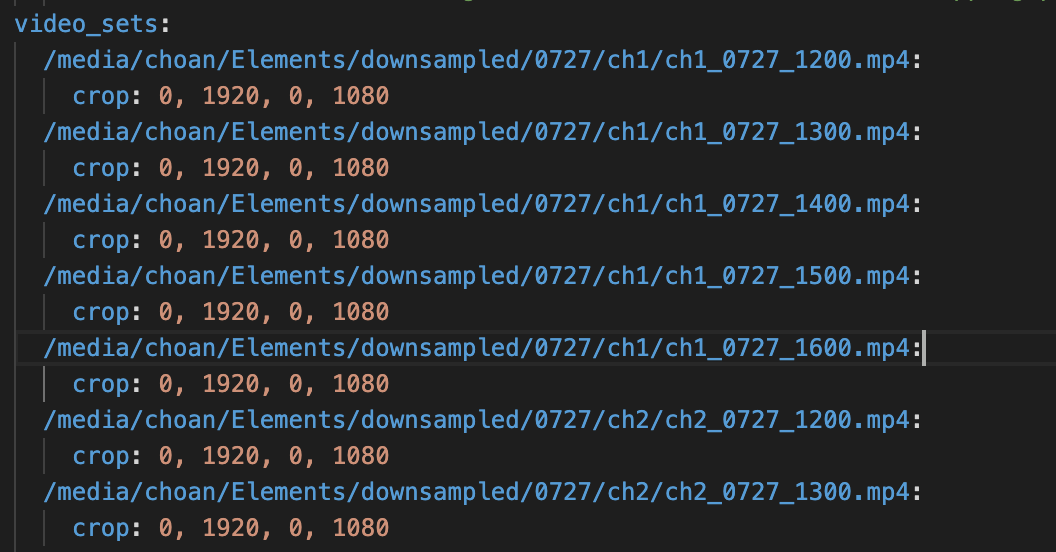 video_sets:
/media/choan/Elements/downsampled/0727/ch1/ch1_0727_1200.mp4:
crop: 0, 1920, 0, 1080
/media/choan/Elements/downsampled/0727/ch1/ch1_0727_1300.mp4:
crop: 0, 1920, 0, 1080
/media/choan/Elements/downsampled/0727/ch1/ch1_0727_1400.mp4:
crop: 0, 1920, 0, 1080
/media/choan/Elements/downsampled/0727/ch1/ch1_0727_1500.mp4:
crop: 0, 1920, 0, 1080
/media/choan/Elements/downsampled/0727/ch1/ch1_0727_1600.mp4:
crop: 0, 1920, 0, 1080
/media/choan/Elements/downsampled/0727/ch2/ch2_0727_1200.mp4:
crop: 0, 1920, 0, 1080
/media/choan/Elements/downsampled/0727/ch2/ch2_0727_1300.mp4:
crop: 0, 1920, 0, 1080